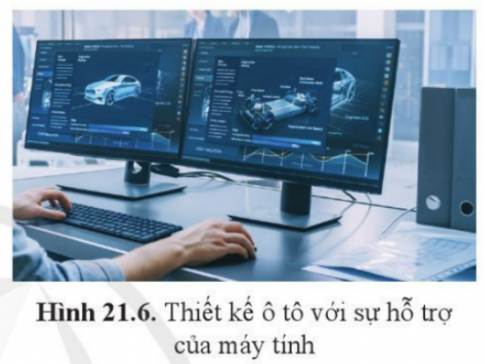 Hình 21.6. Thiết kế ô tô với sự hỗ trợ
của máy tính